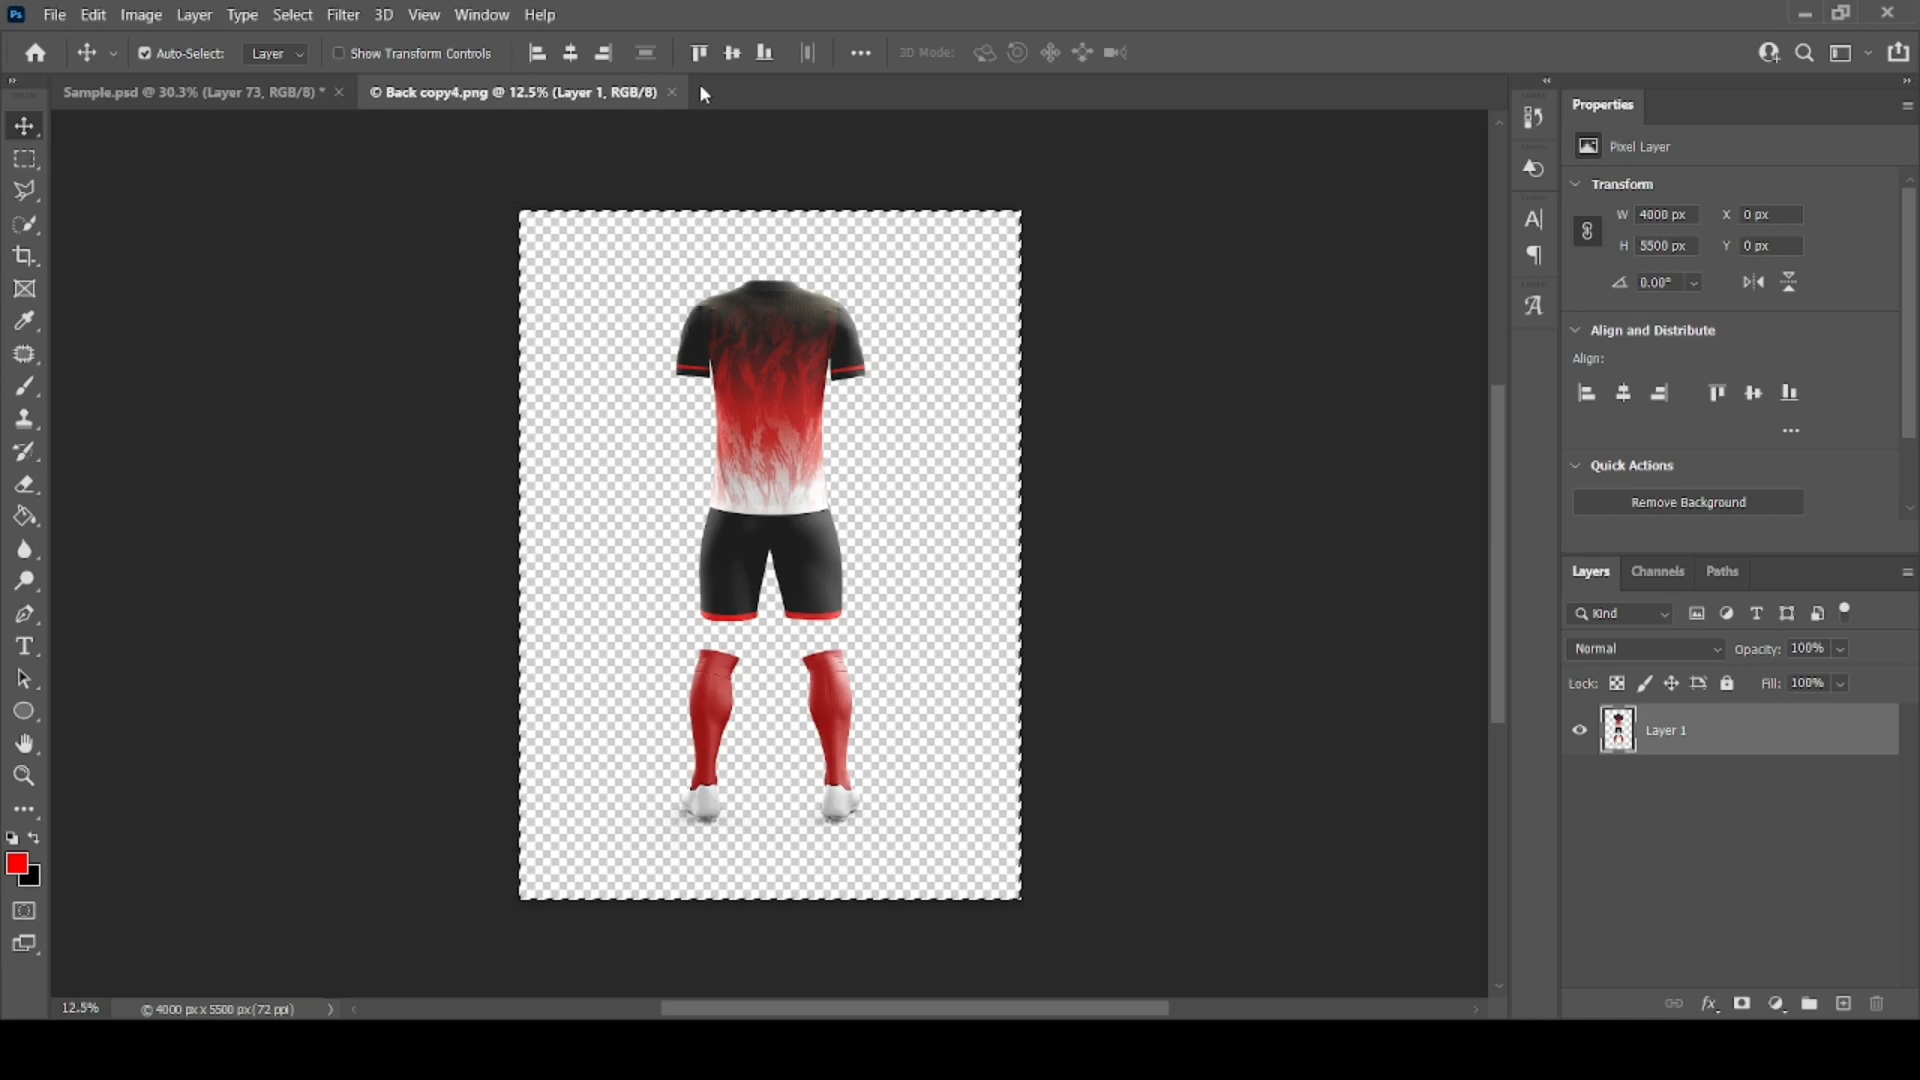 Ps File Edit Image Layer Type Select Filter 3D View Window Help
Auto-Select: Layer Show Transform Controls 3D Mode:
Sample.psd @ 30.3% (Layer 73, RGB/8) * © Back copy4.png @ 12.5% (Layer 1, RGB/8)
Properties
Pixel Layer
Transform
W 4000 px X 0 px
H 5500 px Y 0 px
0.00°
Align and Distribute
Align:
Quick Actions
Remove Background
Layers Channels Paths
Kind
Normal Opacity: 100%
Lock: Fill: 100%
Layer 1
12.5% © 4000 px x 5500 px (72 ppi)